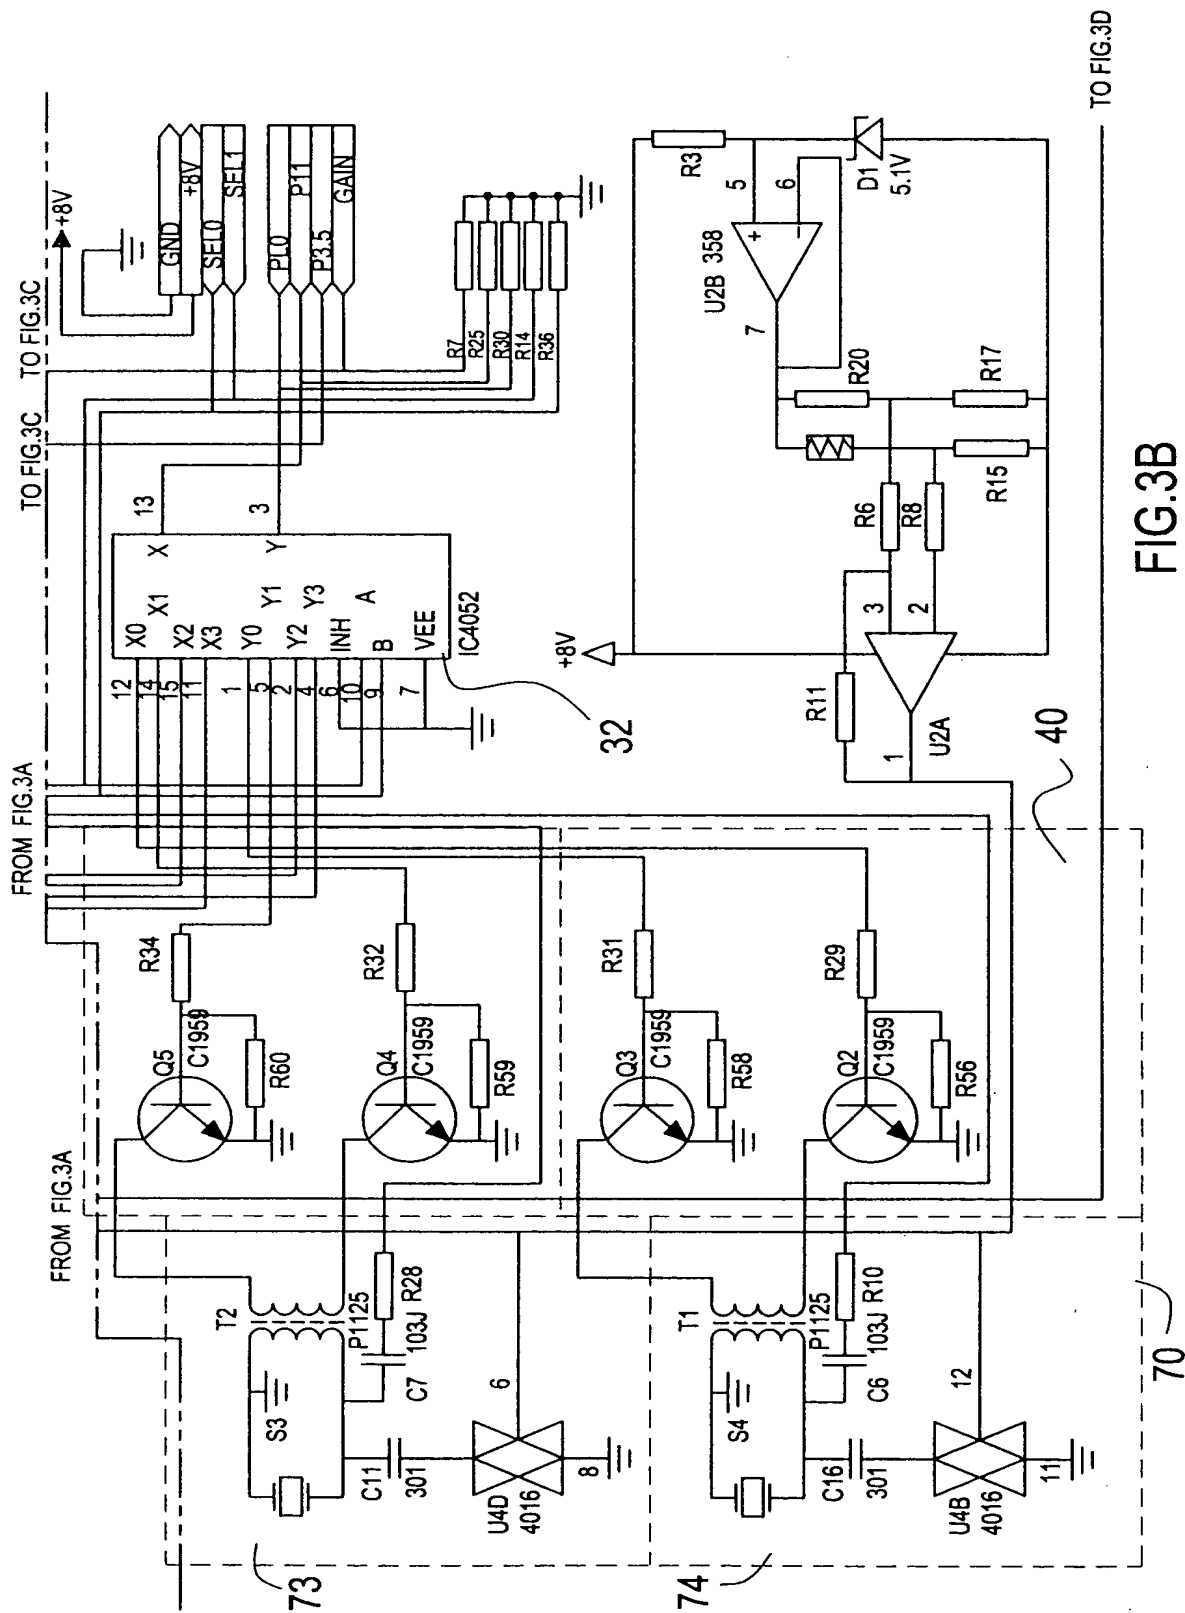 FROM FIG.3A
FROM FIG.3A
TO FIG.3C
TO FIG.3C
+8V
GND
+8V
SEL0
SEL1
PL0
P11
P3.5
GAIN
R7
R25
R30
R14
R36
12
14
15
11
1
5
2
4
6
10
9
7
X0
X1
X2
X3
Y0
Y1
Y2
Y3
INH
A
B
VEE
X
Y
13
3
IC4052
32
R34
Q5
C1959
R60
R32
Q4
C1959
R59
R31
Q3
C1959
R58
R29
Q2
C1959
R56
T2
P1125
S3
C7
103J
R28
C11
301
6
U4D
4016
8
73
T1
P1125
S4
C6
103J
R10
C16
301
12
U4B
4016
11
74
70
40
+8V
R3
5
+
6
−
U2B 358
7
D1
5.1V
R20
R17
R15
R6
R8
3
2
R11
1
U2A
TO FIG.3D
FIG.3B